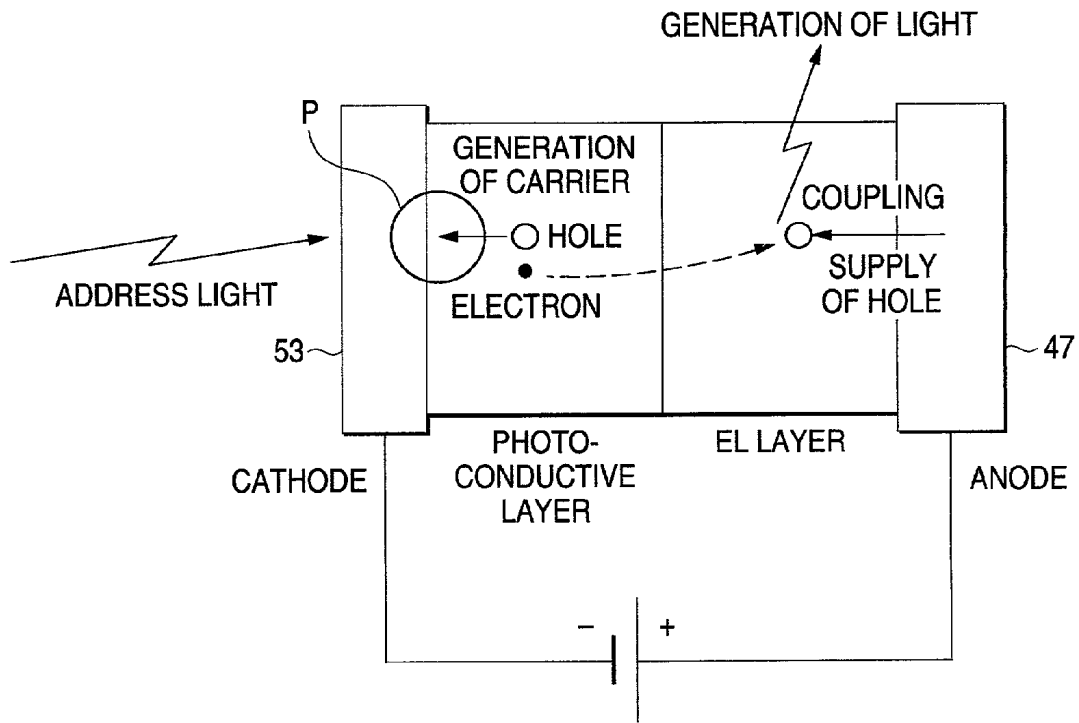 GENERATION OF LIGHT
P
GENERATION
OF CARRIER
COUPLING
HOLE
SUPPLY
OF HOLE
ADDRESS LIGHT
ELECTRON
53
47
PHOTO-
CONDUCTIVE
LAYER
EL LAYER
CATHODE
ANODE
− +